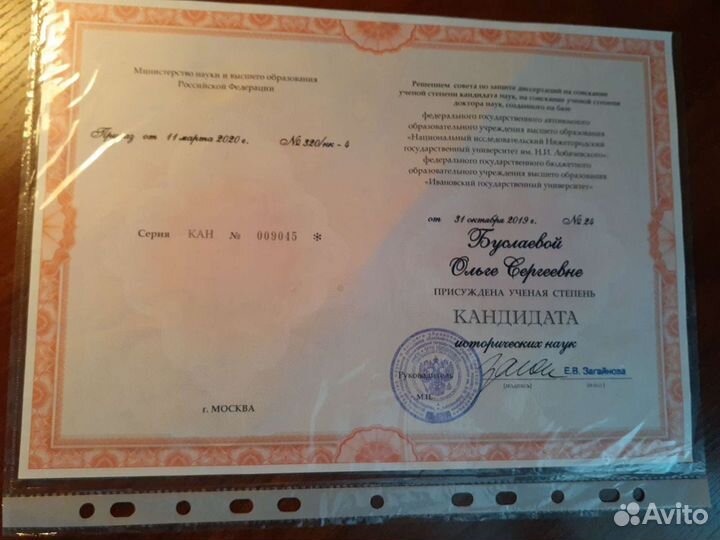 Министерство науки и высшего образования
Российской Федерации
Приказ от 11 марта 2020 г. № 320/нк - 4
Серия КАН № 009045 *
г. МОСКВА
Решением совета по защите диссертаций на соискание
ученой степени кандидата наук, на соискание ученой степени
доктора наук, созданного на базе
федерального государственного автономного
образовательного учреждения высшего образования
«Национальный исследовательский Нижегородский
государственный университет им. Н.И. Лобачевского»,
федерального государственного бюджетного
образовательного учреждения высшего образования
«Ивановский государственный университет»
от 31 октября 2019 г. № 24
Буслаевой
Ольге Сергеевне
ПРИСУЖДЕНА УЧЕНАЯ СТЕПЕНЬ
КАНДИДАТА
исторических наук
Руководитель
Е.В. Загайнова
М.П.
(подпись)
Avito